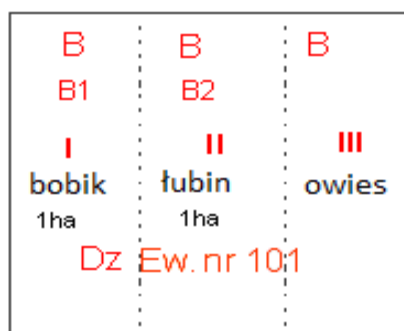 B B B
B1 B2
I II III
bobik łubin owies
1ha 1ha
Dz Ew. nr 101